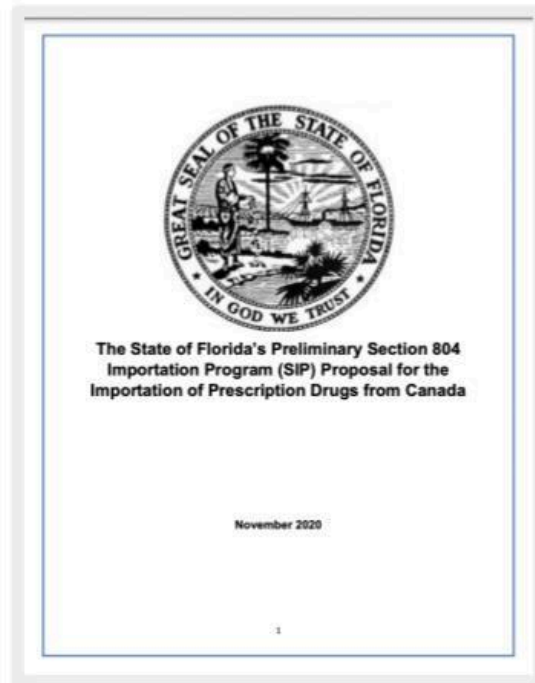 GREAT SEAL OF THE STATE OF FLORIDA
IN GOD WE TRUST
The State of Florida's Preliminary Section 804
Importation Program (SIP) Proposal for the
Importation of Prescription Drugs from Canada
November 2020
1